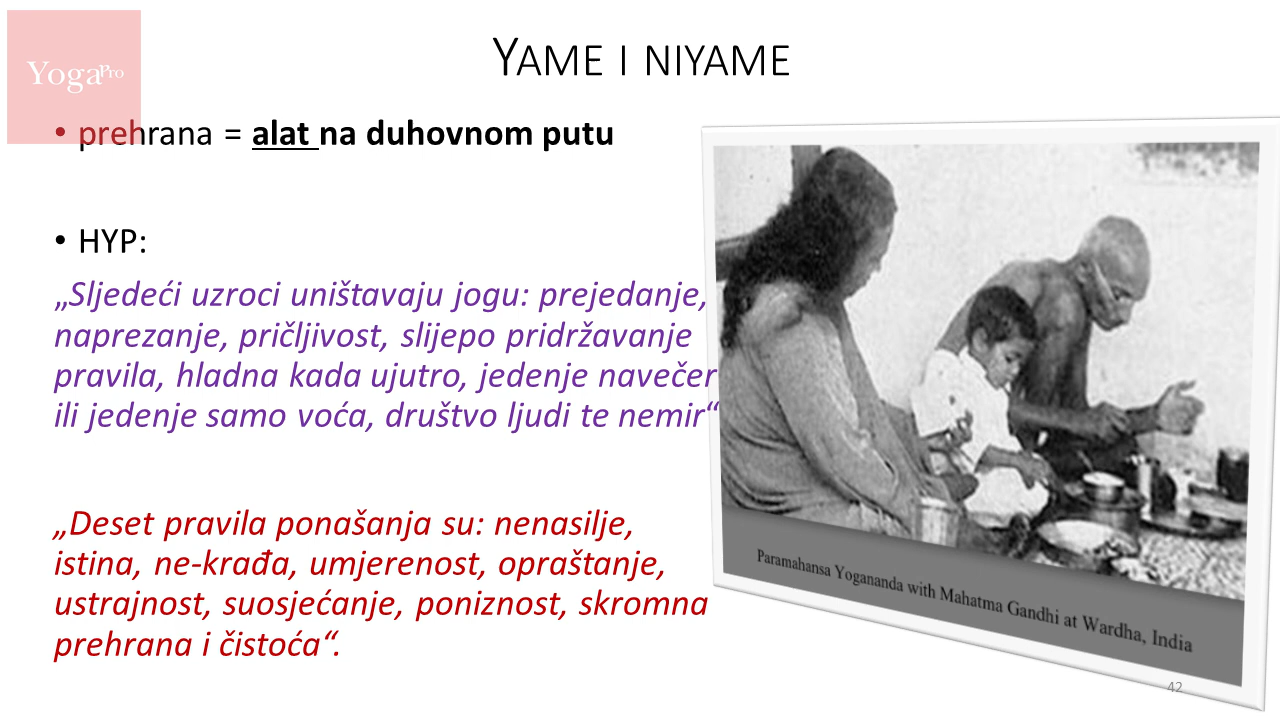 YogaPro
YAME I NIYAME
• prehrana = alat na duhovnom putu
• HYP:
„Sljedeći uzroci uništavaju jogu: prejedanje,
naprezanje, pričljivost, slijepo pridržavanje
pravila, hladna kada ujutro, jedenje navečer
ili jedenje samo voća, društvo ljudi te nemir“
„Deset pravila ponašanja su: nenasilje,
istina, ne-krađa, umjerenost, opraštanje,
ustrajnost, suosjećanje, poniznost, skromna
prehrana i čistoća“.
Paramahansa Yogananda with Mahatma Gandhi at Wardha, India
42